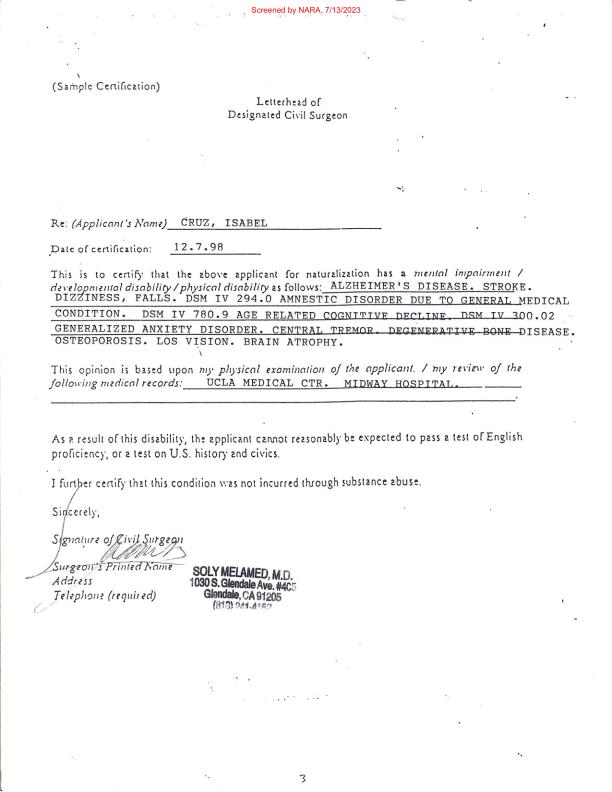 Screened by NARA, 7/13/2023
(Sample Certification)
Letterhead of
Designated Civil Surgeon
Re: (Applicant's Name) CRUZ, ISABEL
Date of certification: 12.7.98
This is to certify that the above applicant for naturalization has a mental impairment /
developmental disability / physical disability as follows: ALZHEIMER'S DISEASE. STROKE.
DIZZINESS, FALLS. DSM IV 294.0 AMNESTIC DISORDER DUE TO GENERAL MEDICAL
CONDITION. DSM IV 780.9 AGE RELATED COGNITIVE DECLINE. DSM IV 300.02
GENERALIZED ANXIETY DISORDER. CENTRAL TREMOR. DEGENERATIVE BONE DISEASE.
OSTEOPOROSIS. LOS VISION. BRAIN ATROPHY.
This opinion is based upon my physical examination of the applicant. / my review of the
following medical records: UCLA MEDICAL CTR. MIDWAY HOSPITAL.
As a result of this disability, the applicant cannot reasonably be expected to pass a test of English
proficiency, or a test on U.S. history and civics.
I further certify that this condition was not incurred through substance abuse.
Sincerely,
Signature of Civil Surgeon
Surgeon's Printed Name
Address
Telephone (required)
SOLY MELAMED, M.D.
1030 S. Glendale Ave. #405
Glendale, CA 91205
(818) 241-4182
3